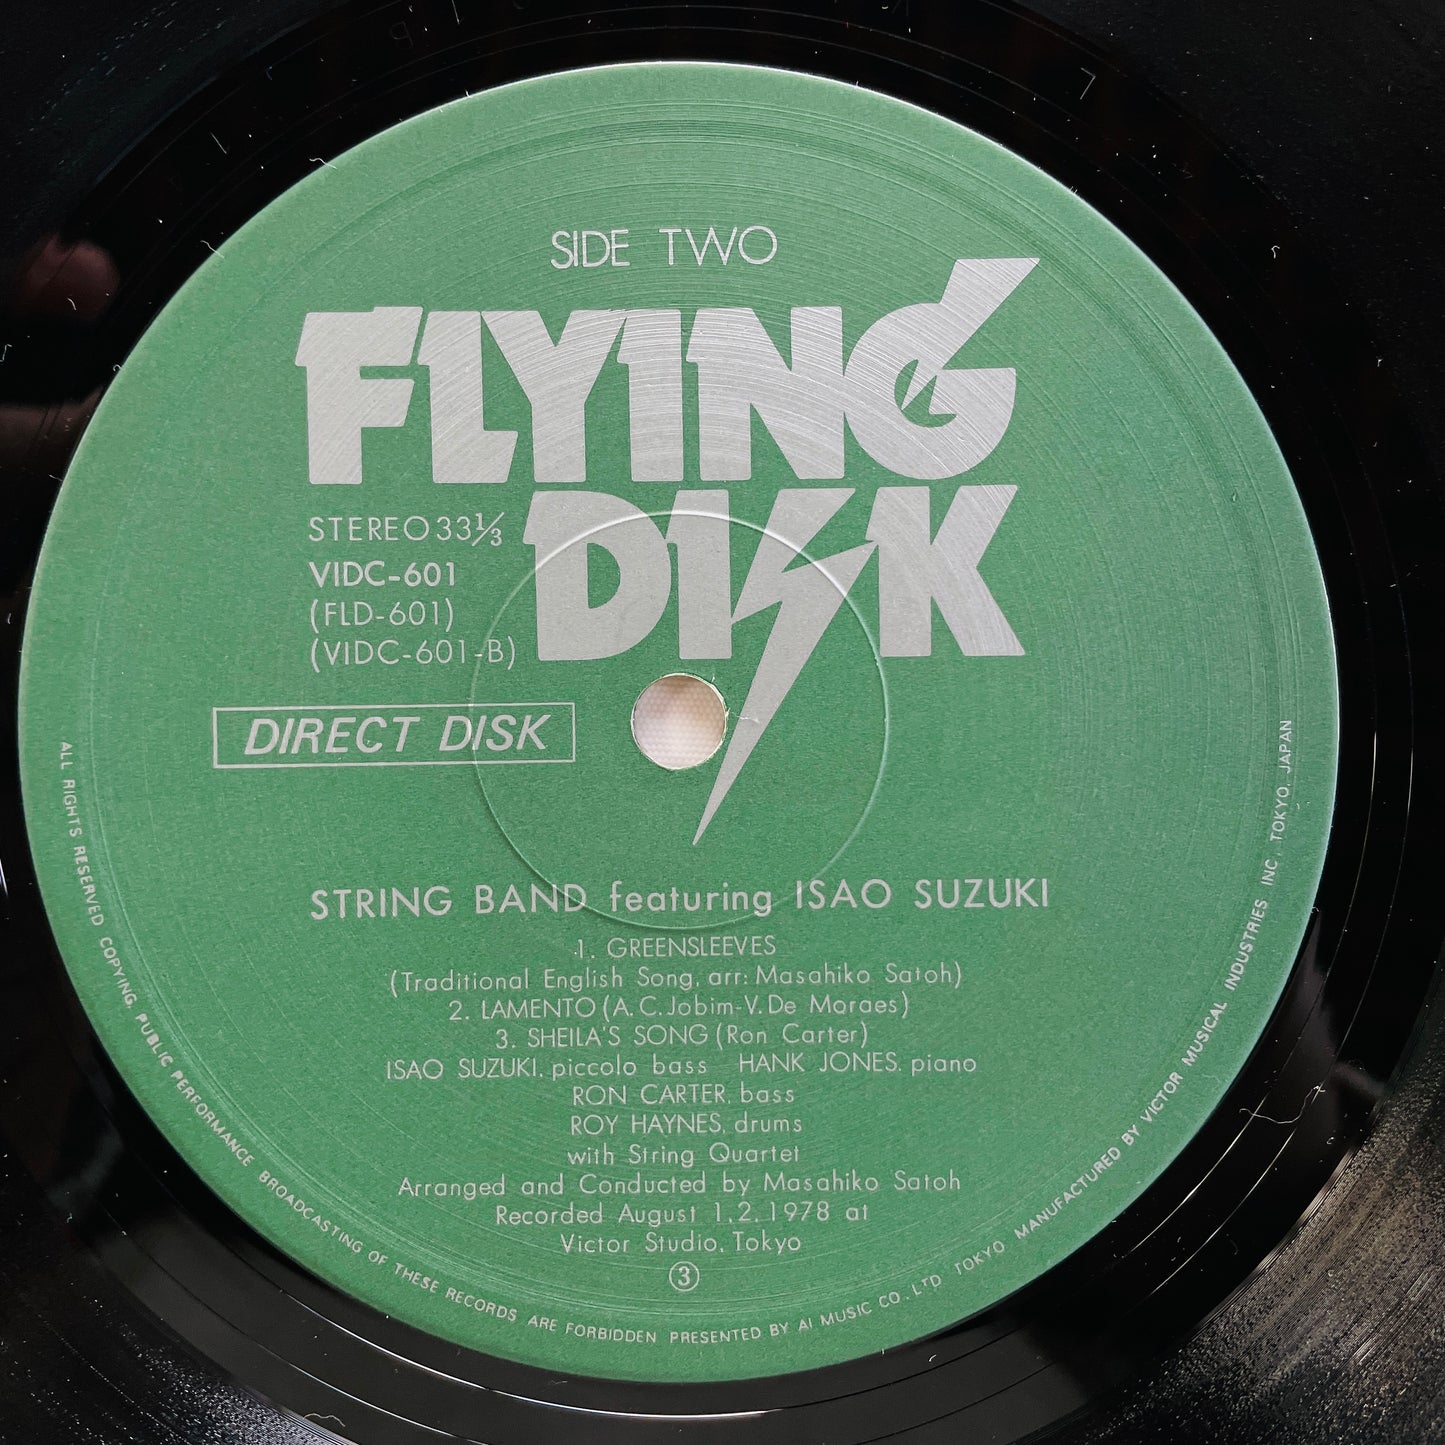 SIDE TWO
FLYING
DISK
STEREO 33⅓
VIDC-601
(FLD-601)
(VIDC-601-B)
DIRECT DISK
STRING BAND featuring ISAO SUZUKI
1. GREENSLEEVES
(Traditional English Song, arr: Masahiko Satoh)
2. LAMENTO (A.C.Jobim-V.De Moraes)
3. SHEILA'S SONG (Ron Carter)
ISAO SUZUKI, piccolo bass HANK JONES, piano
RON CARTER, bass
ROY HAYNES, drums
with String Quartet
Arranged and Conducted by Masahiko Satoh
Recorded August 1, 2, 1978 at
Victor Studio, Tokyo
③
ALL RIGHTS RESERVED COPYING, PUBLIC PERFORMANCE BROADCASTING OF THESE RECORDS ARE FORBIDDEN PRESENTED BY AI MUSIC CO., LTD TOKYO MANUFACTURED BY VICTOR MUSICAL INDUSTRIES INC, TOKYO, JAPAN